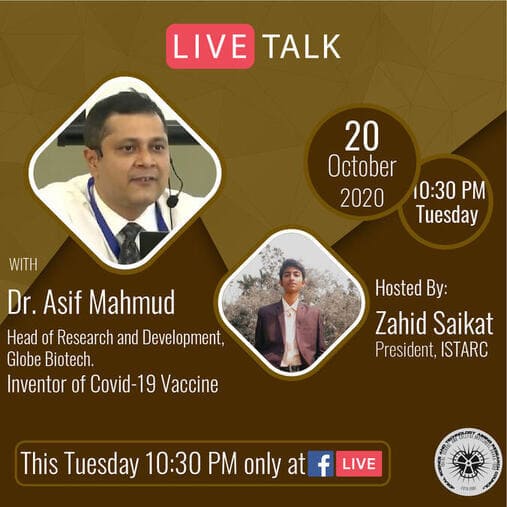 LIVE TALK
20
October
2020
10:30 PM
Tuesday
WITH
Dr. Asif Mahmud
Head of Research and Development,
Globe Biotech.
Inventor of Covid-19 Vaccine
Hosted By:
Zahid Saikat
President, ISTARC
This Tuesday 10:30 PM only at f LIVE